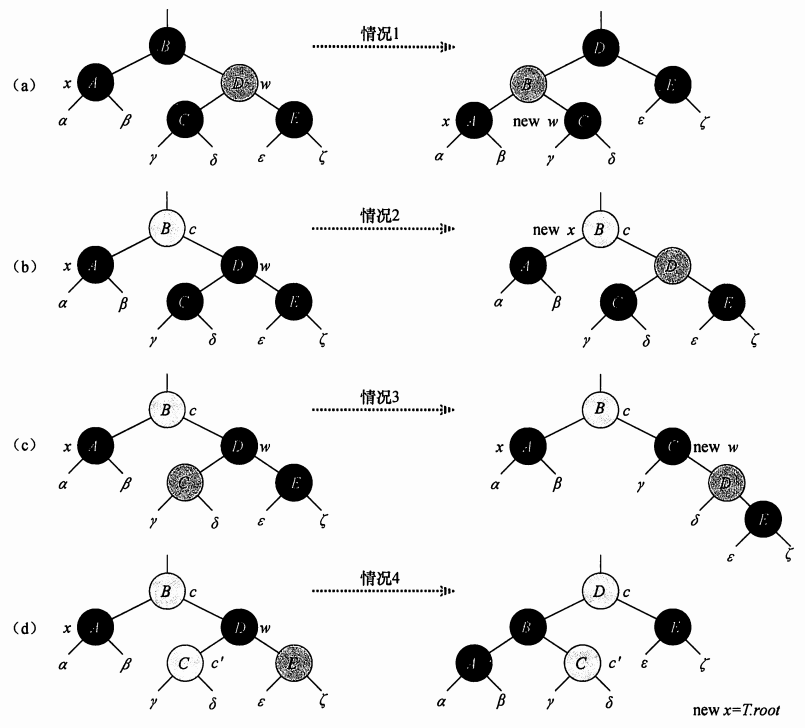 情况1
(a) x A B D w C E α β γ δ ε ζ
D B E x A new w C ε ζ α β γ δ
情况2
(b) x A B c D w C E α β γ δ ε ζ
new x B c A D α β C E γ δ ε ζ
情况3
(c) x A B c D w C E α β γ δ ε ζ
B c x A C new w α β γ D δ E ε ζ
情况4
(d) x A B c D w C c' E α β γ δ ε ζ
D c B E A C c' ε ζ α β γ δ
new x=T.root